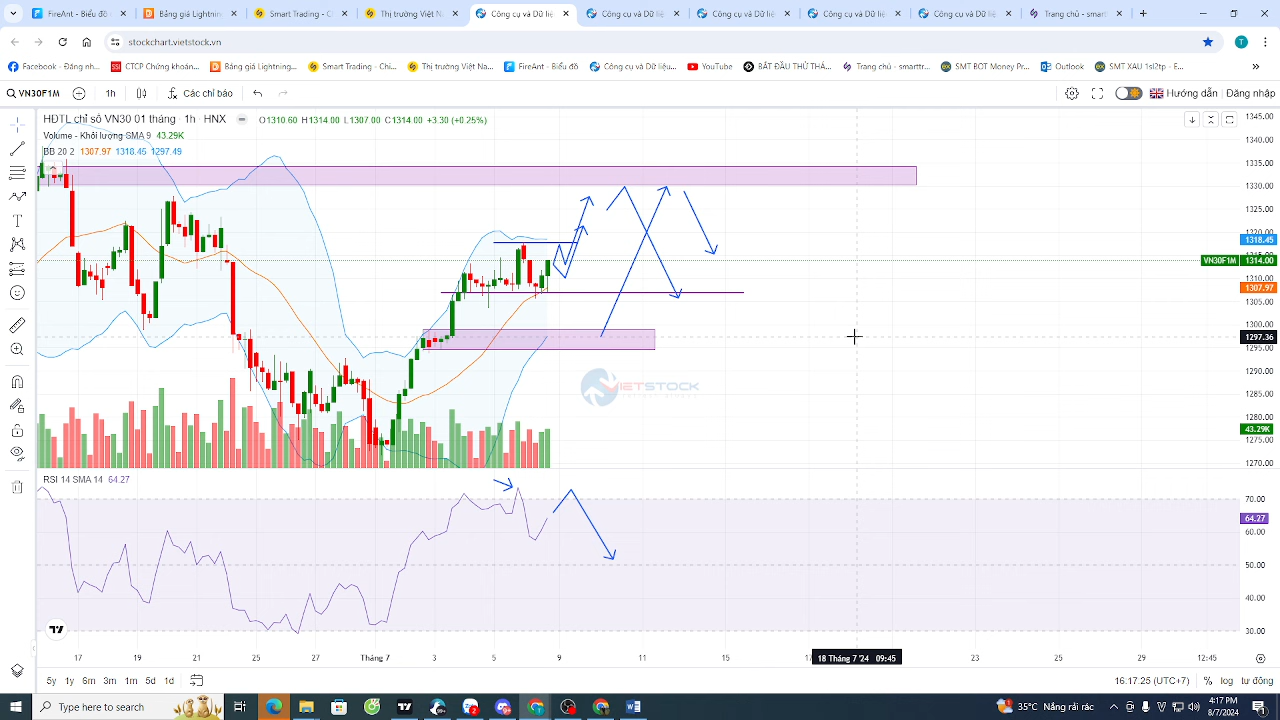 FireAnt - Biểu đồ
Bảng giá Lightning
Smart Trading - C
Thị trường Việt N
Công cụ và Dữ liệ
Công cụ và Dữ liệ
Công cụ và Dữ liệ
Công cụ và Dữ liệ
Công cụ và Dữ liệ
Trang chủ - smart
stockchart.vietstock.vn
T
Facebook - Đăng nh...
SSI CTCP Chứng khoán...
Bảng giá Lightning,...
Smart Trading - Chi...
Thị trường Việt Na...
FireAnt - Biểu đồ...
Công cụ và Dữ liệu...
YouTube
BẮT ĐẦU THỬ THÁ...
Trang chủ - smarttr...
SMT BOT Money Pr...
Outlook
SMT XAU 1sl2tp - E...
VN30F1M
1h
Các chỉ báo
Hướng dẫn
Đăng nhập
HĐTL chỉ số VN30 01 tháng · 1h · HNX
O1310.60 H1314.00 L1307.00 C1314.00 +3.30 (+0.25%)
Volume - Khối lượng SMA 9 43.29K
BB 20 2 1307.97 1318.45 1297.49
1345.00
1340.00
1335.00
1330.00
1325.00
1320.00
1318.45
VN30F1M 1314.00
1310.00
1307.97
1305.00
1300.00
1297.36
1295.00
1290.00
1285.00
1280.00
43.29K
1275.00
1270.00
VIETSTOCK
RSI 14 SMA 14 64.27
70.00
64.27
60.00
50.00
40.00
30.00
17 19 21 25 27 Tháng 7 3 5 9 11 15 17 18 Tháng 7 '24 09:45 23 25 29 12:45
5y 1y 6m 3m 1m 5d 1d
16:17:25 (UTC+7)
% log tự động
Type here to search
35°C Nắng rải rác
4:17 PM
8/7/2024